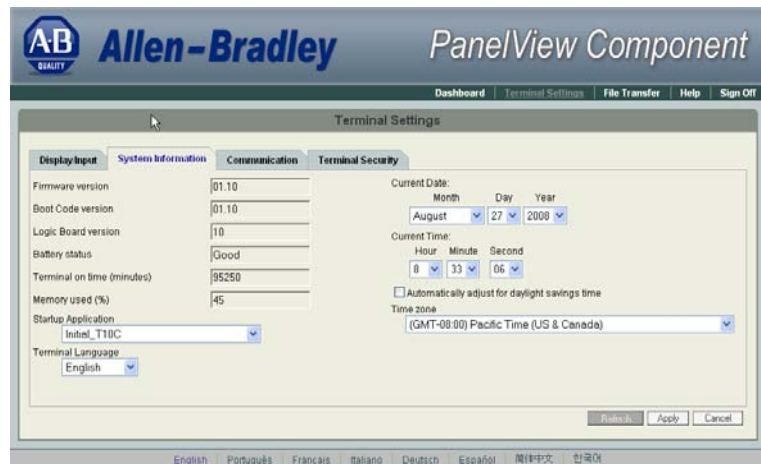 A·B
QUALITY
Allen-Bradley
PanelView Component
Dashboard Terminal Settings File Transfer Help Sign Off
Terminal Settings
Display/Input System Information Communication Terminal Security
Firmware version 01.10
Boot Code version 01.10
Logic Board version 10
Battery status Good
Terminal on time (minutes) 95250
Memory used (%) 45
Startup Application
Initial_T10C
Terminal Language
English
Current Date:
Month Day Year
August 27 2008
Current Time:
Hour Minute Second
8 33 06
Automatically adjust for daylight savings time
Time zone
(GMT-08:00) Pacific Time (US & Canada)
Refresh Apply Cancel
English Português Français Italiano Deutsch Español 简体中文 한국어